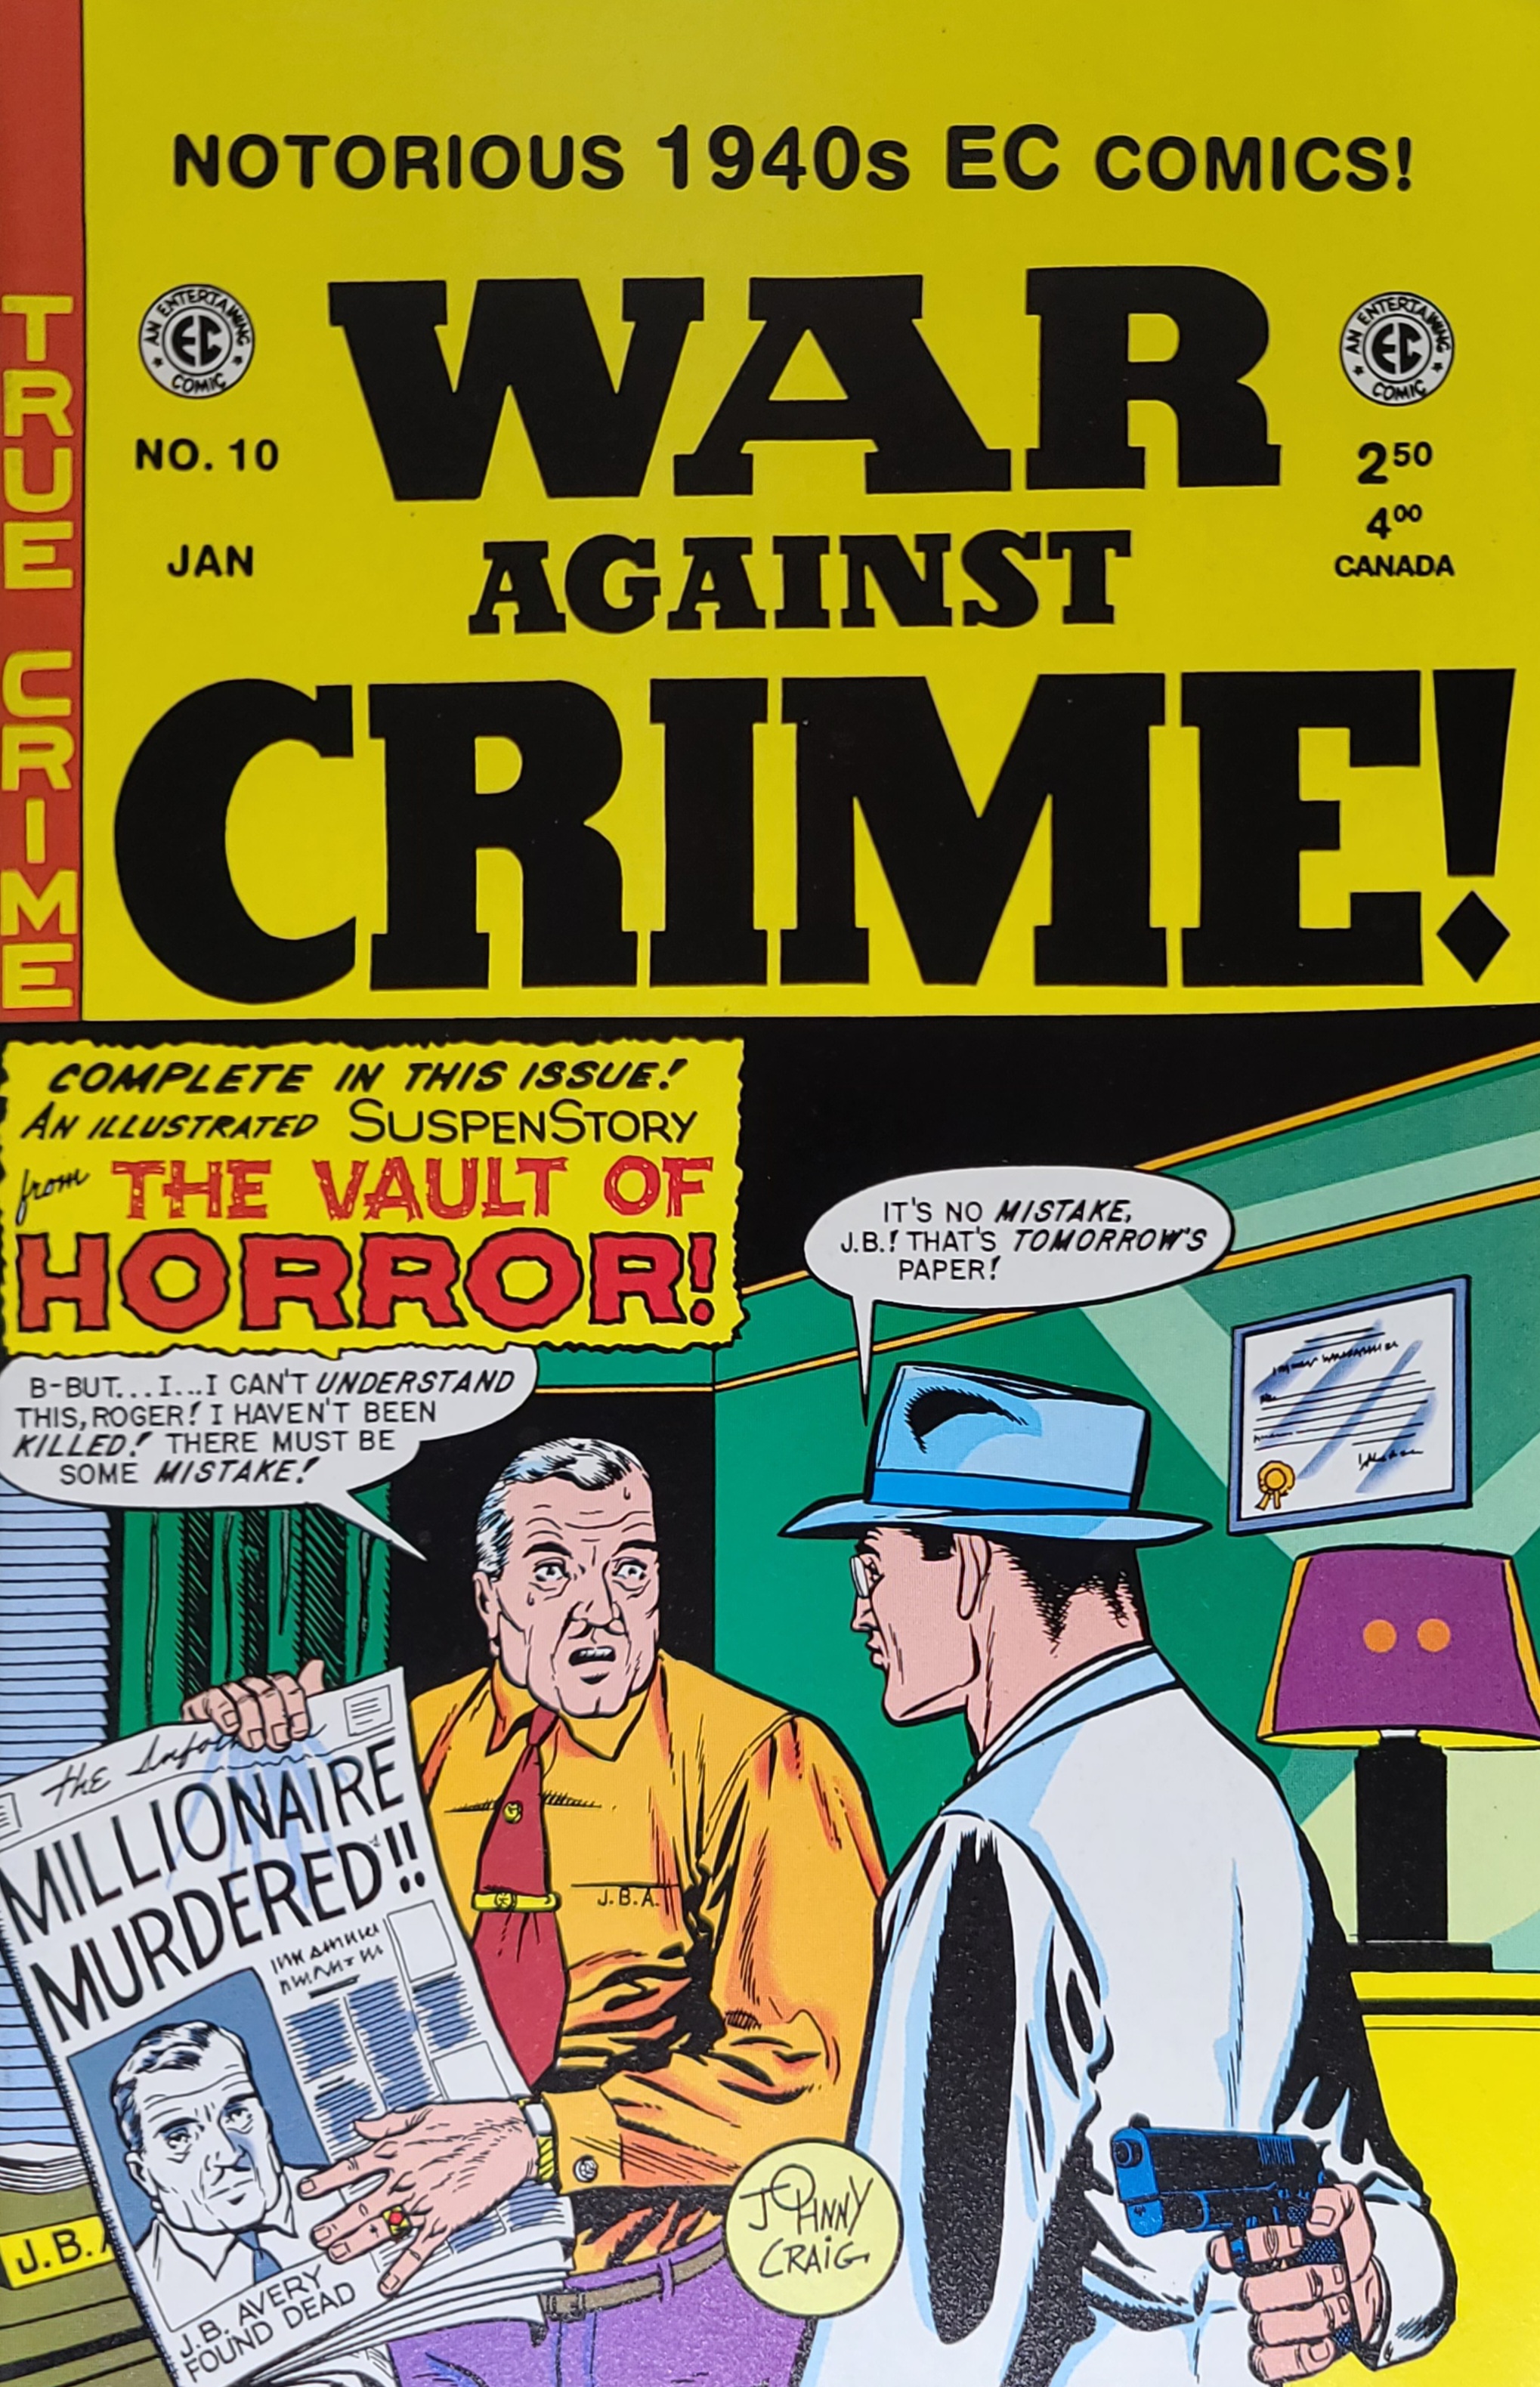 NOTORIOUS 1940s EC COMICS!
TRUE CRIME
AN ENTERTAINING
EC
COMIC
NO. 10
JAN
WAR
AGAINST
CRIME!
AN ENTERTAINING
EC
COMIC
2 50
4 00
CANADA
COMPLETE IN THIS ISSUE!
AN ILLUSTRATED SUSPENSTORY
from THE VAULT OF
HORROR!
IT'S NO MISTAKE,
J.B.! THAT'S TOMORROW'S
PAPER!
B-BUT...I...I CAN'T UNDERSTAND
THIS, ROGER! I HAVEN'T BEEN
KILLED! THERE MUST BE
SOME MISTAKE!
the
MILLIONAIRE
MURDERED!!
J.B.A.
J.B. AVERY
FOUND DEAD
J.B.
JOHNNY
CRAIG